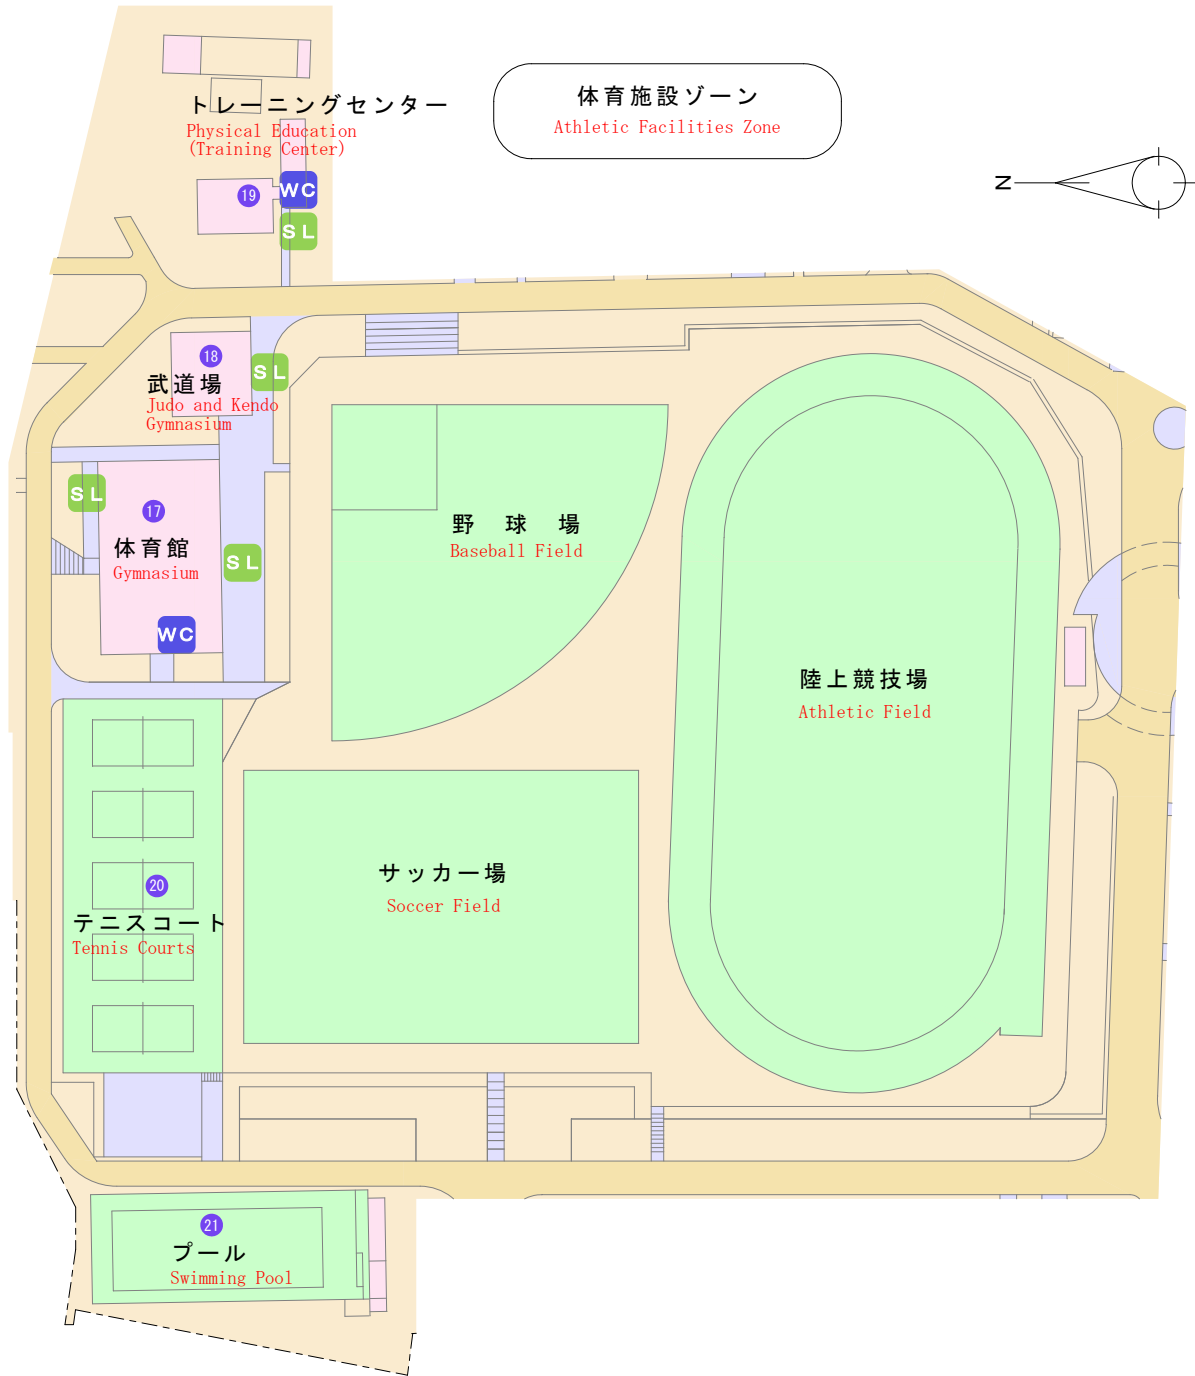 体育施設ゾーン
Athletic Facilities Zone
トレーニングセンター
Physical Education
(Training Center)
19
WC
SL
N
18
SL
武道場
Judo and Kendo
Gymnasium
SL
17
体育館
Gymnasium
SL
WC
野 球 場
Baseball Field
陸上競技場
Athletic Field
サッカー場
Soccer Field
20
テニスコート
Tennis Courts
21
プール
Swimming Pool